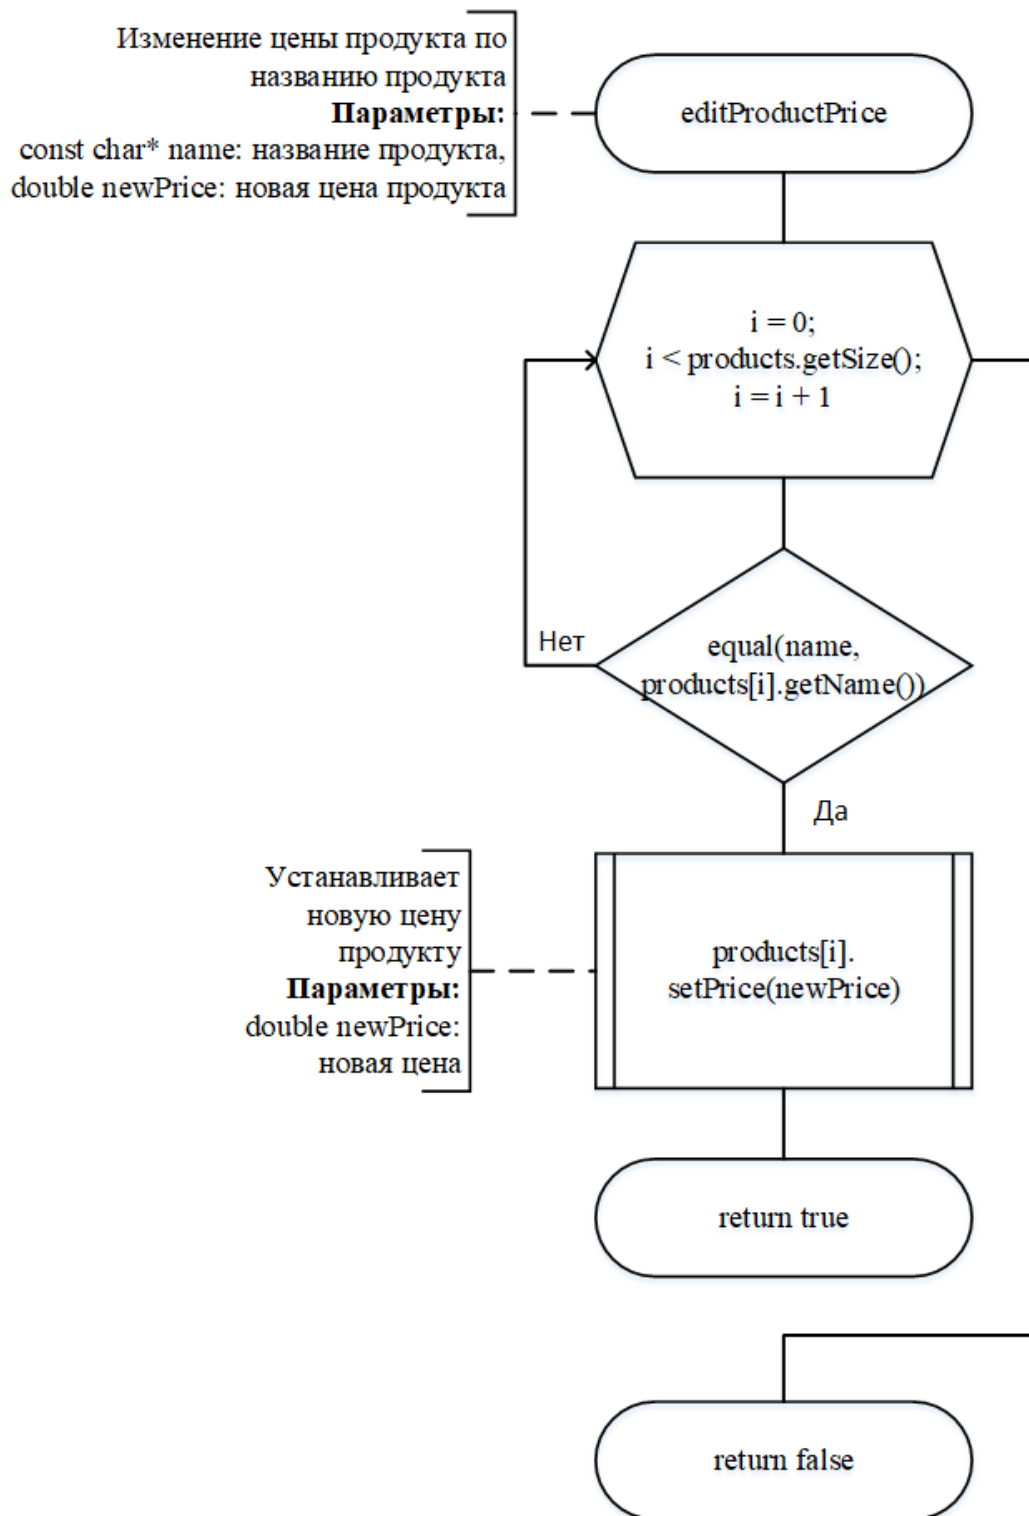 Изменение цены продукта по
названию продукта
Параметры:
const char* name: название продукта,
double newPrice: новая цена продукта
editProductPrice
i = 0;
i < products.getSize();
i = i + 1
Нет
equal(name,
products[i].getName())
Да
Устанавливает
новую цену
продукту
Параметры:
double newPrice:
новая цена
products[i].
setPrice(newPrice)
return true
return false